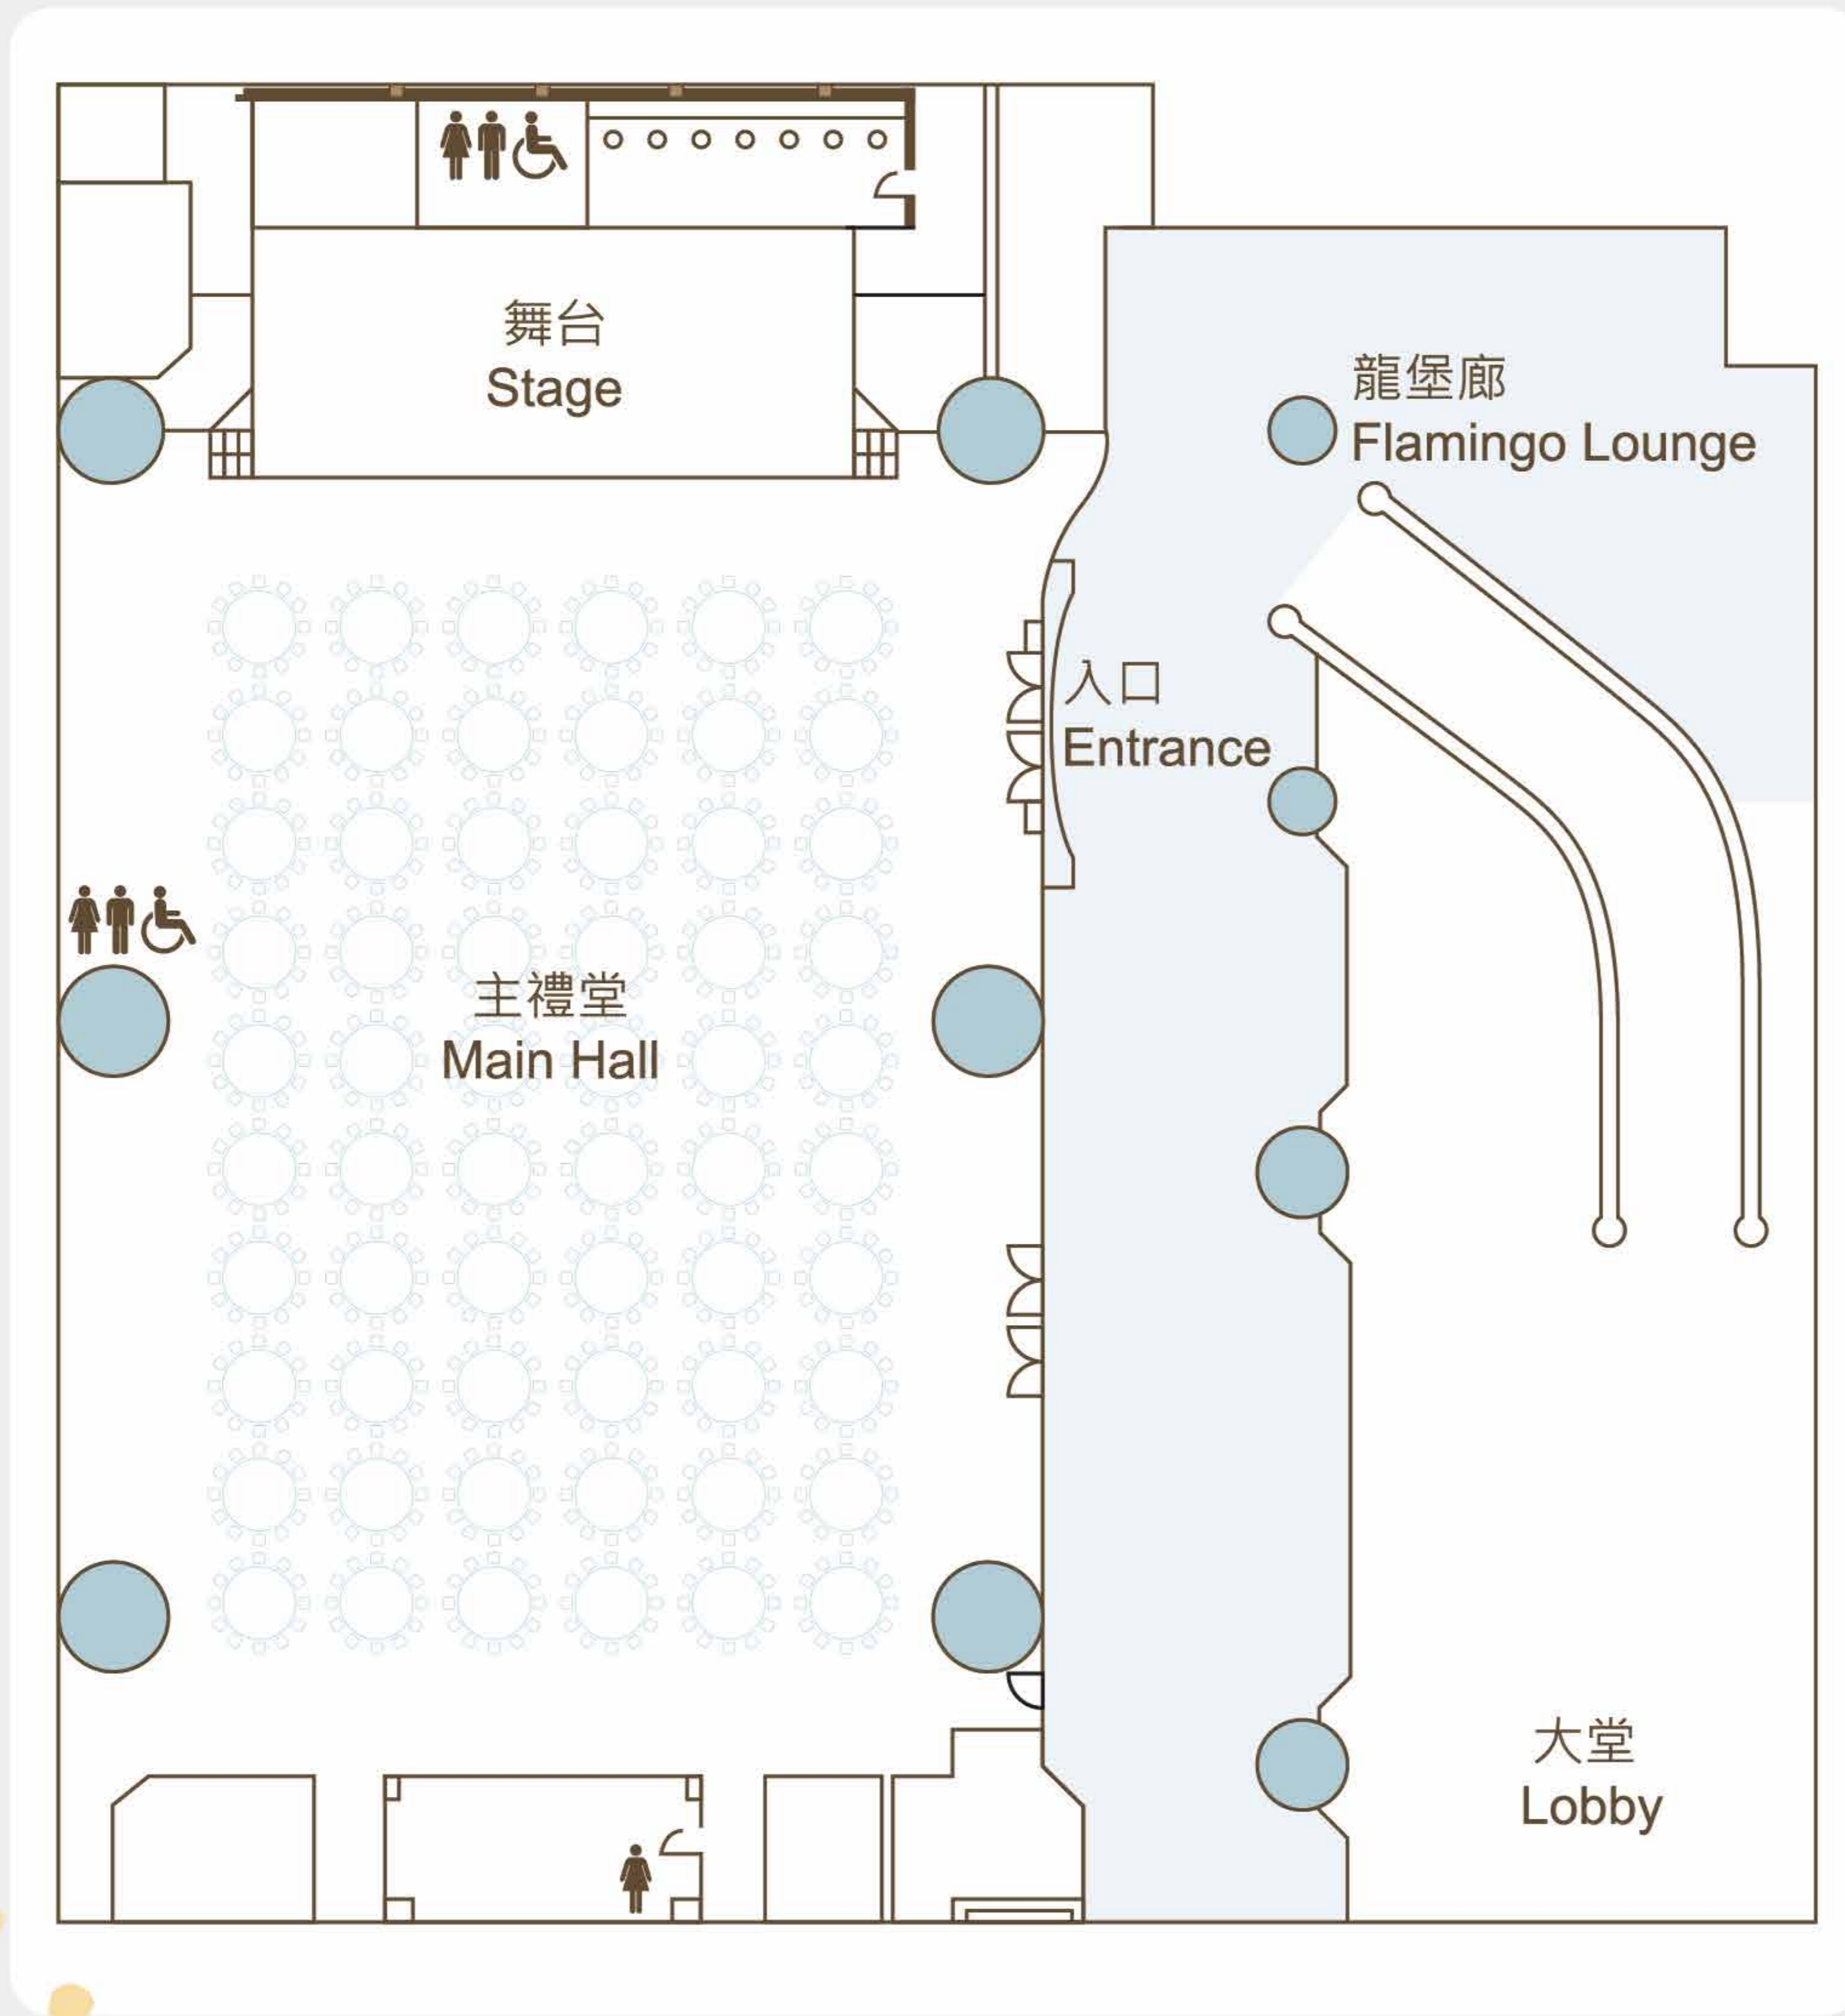 舞台
Stage
龍堡廊
Flamingo Lounge
入口
Entrance
主禮堂
Main Hall
大堂
Lobby